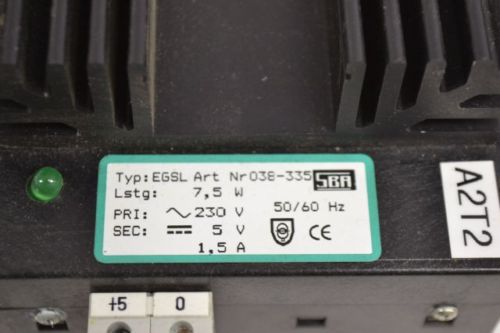 Typ: EGSL Art Nr 038-335 SBA
Lstg: 7,5 W
PRI: ~ 230 V 50/60 Hz
SEC: ⎓ 5 V CE
1,5 A
A2T2
+5 0